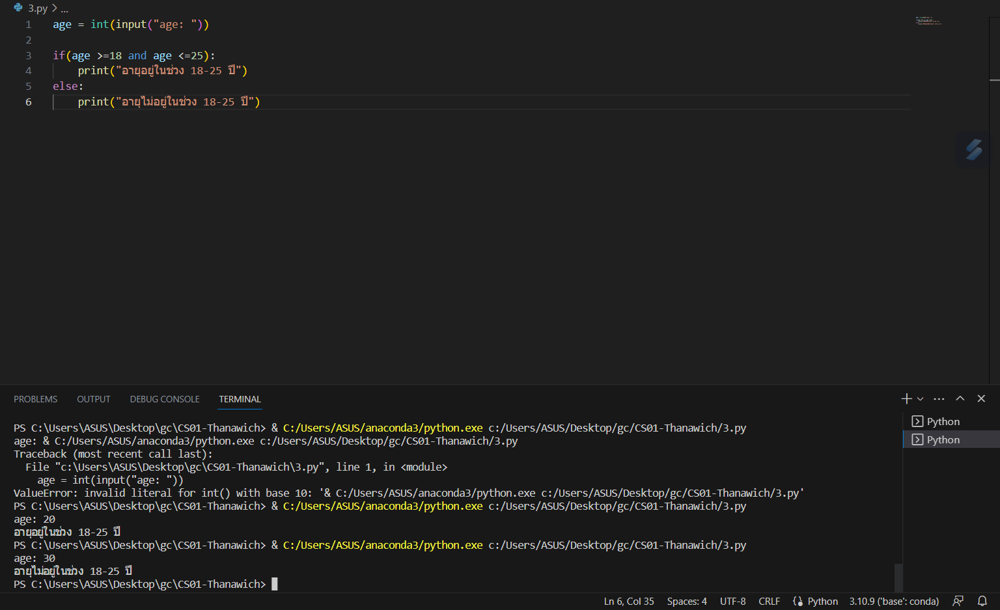 3.py > ...
1 age = int(input("age: "))
2
3 if(age >=18 and age <=25):
4 print("อายุอยู่ในช่วง 18-25 ปี")
5 else:
6 print("อายุไม่อยู่ในช่วง 18-25 ปี")
PROBLEMS OUTPUT DEBUG CONSOLE TERMINAL
PS C:\Users\ASUS\Desktop\gc\CS01-Thanawich> & C:/Users/ASUS/anaconda3/python.exe c:/Users/ASUS/Desktop/gc/CS01-Thanawich/3.py
age: & C:/Users/ASUS/anaconda3/python.exe c:/Users/ASUS/Desktop/gc/CS01-Thanawich/3.py
Traceback (most recent call last):
File "c:\Users\ASUS\Desktop\gc\CS01-Thanawich\3.py", line 1, in <module>
age = int(input("age: "))
ValueError: invalid literal for int() with base 10: '& C:/Users/ASUS/anaconda3/python.exe c:/Users/ASUS/Desktop/gc/CS01-Thanawich/3.py'
PS C:\Users\ASUS\Desktop\gc\CS01-Thanawich> & C:/Users/ASUS/anaconda3/python.exe c:/Users/ASUS/Desktop/gc/CS01-Thanawich/3.py
age: 20
อายุอยู่ในช่วง 18-25 ปี
PS C:\Users\ASUS\Desktop\gc\CS01-Thanawich> & C:/Users/ASUS/anaconda3/python.exe c:/Users/ASUS/Desktop/gc/CS01-Thanawich/3.py
age: 30
อายุไม่อยู่ในช่วง 18-25 ปี
PS C:\Users\ASUS\Desktop\gc\CS01-Thanawich>
Python
Python
Ln 6, Col 35 Spaces: 4 UTF-8 CRLF Python 3.10.9 ('base': conda)